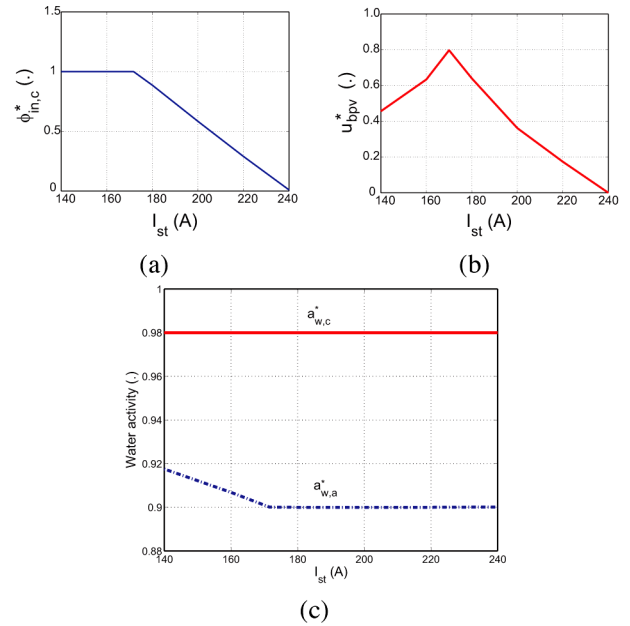 1.5
1
0.5
0
ϕ*in,c (.)
140 160 180 200 220 240
Ist (A)
(a)
1.0
0.8
0.6
0.4
0.2
0
u*bpv (.)
140 160 180 200 220 240
Ist (A)
(b)
1
0.98
0.96
0.94
0.92
0.9
0.88
Water activity (.)
a*w,c
a*w,a
140 160 180 200 220 240
Ist (A)
(c)